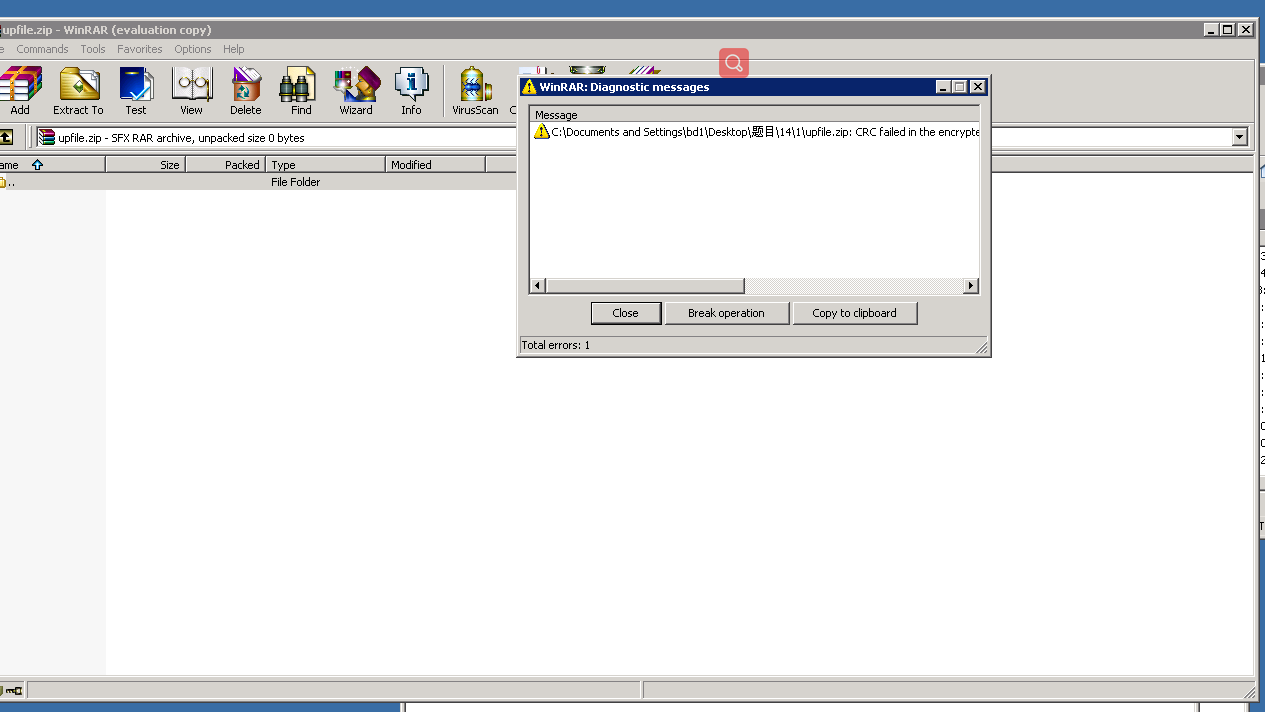 upfile.zip - WinRAR (evaluation copy)
Commands Tools Favorites Options Help
Add Extract To Test View Delete Find Wizard Info VirusScan
upfile.zip - SFX RAR archive, unpacked size 0 bytes
Size Packed Type Modified
.. File Folder
WinRAR: Diagnostic messages
Message
C:\Documents and Settings\bd1\Desktop\题目\14\1\upfile.zip: CRC failed in the encrypte
Close Break operation Copy to clipboard
Total errors: 1